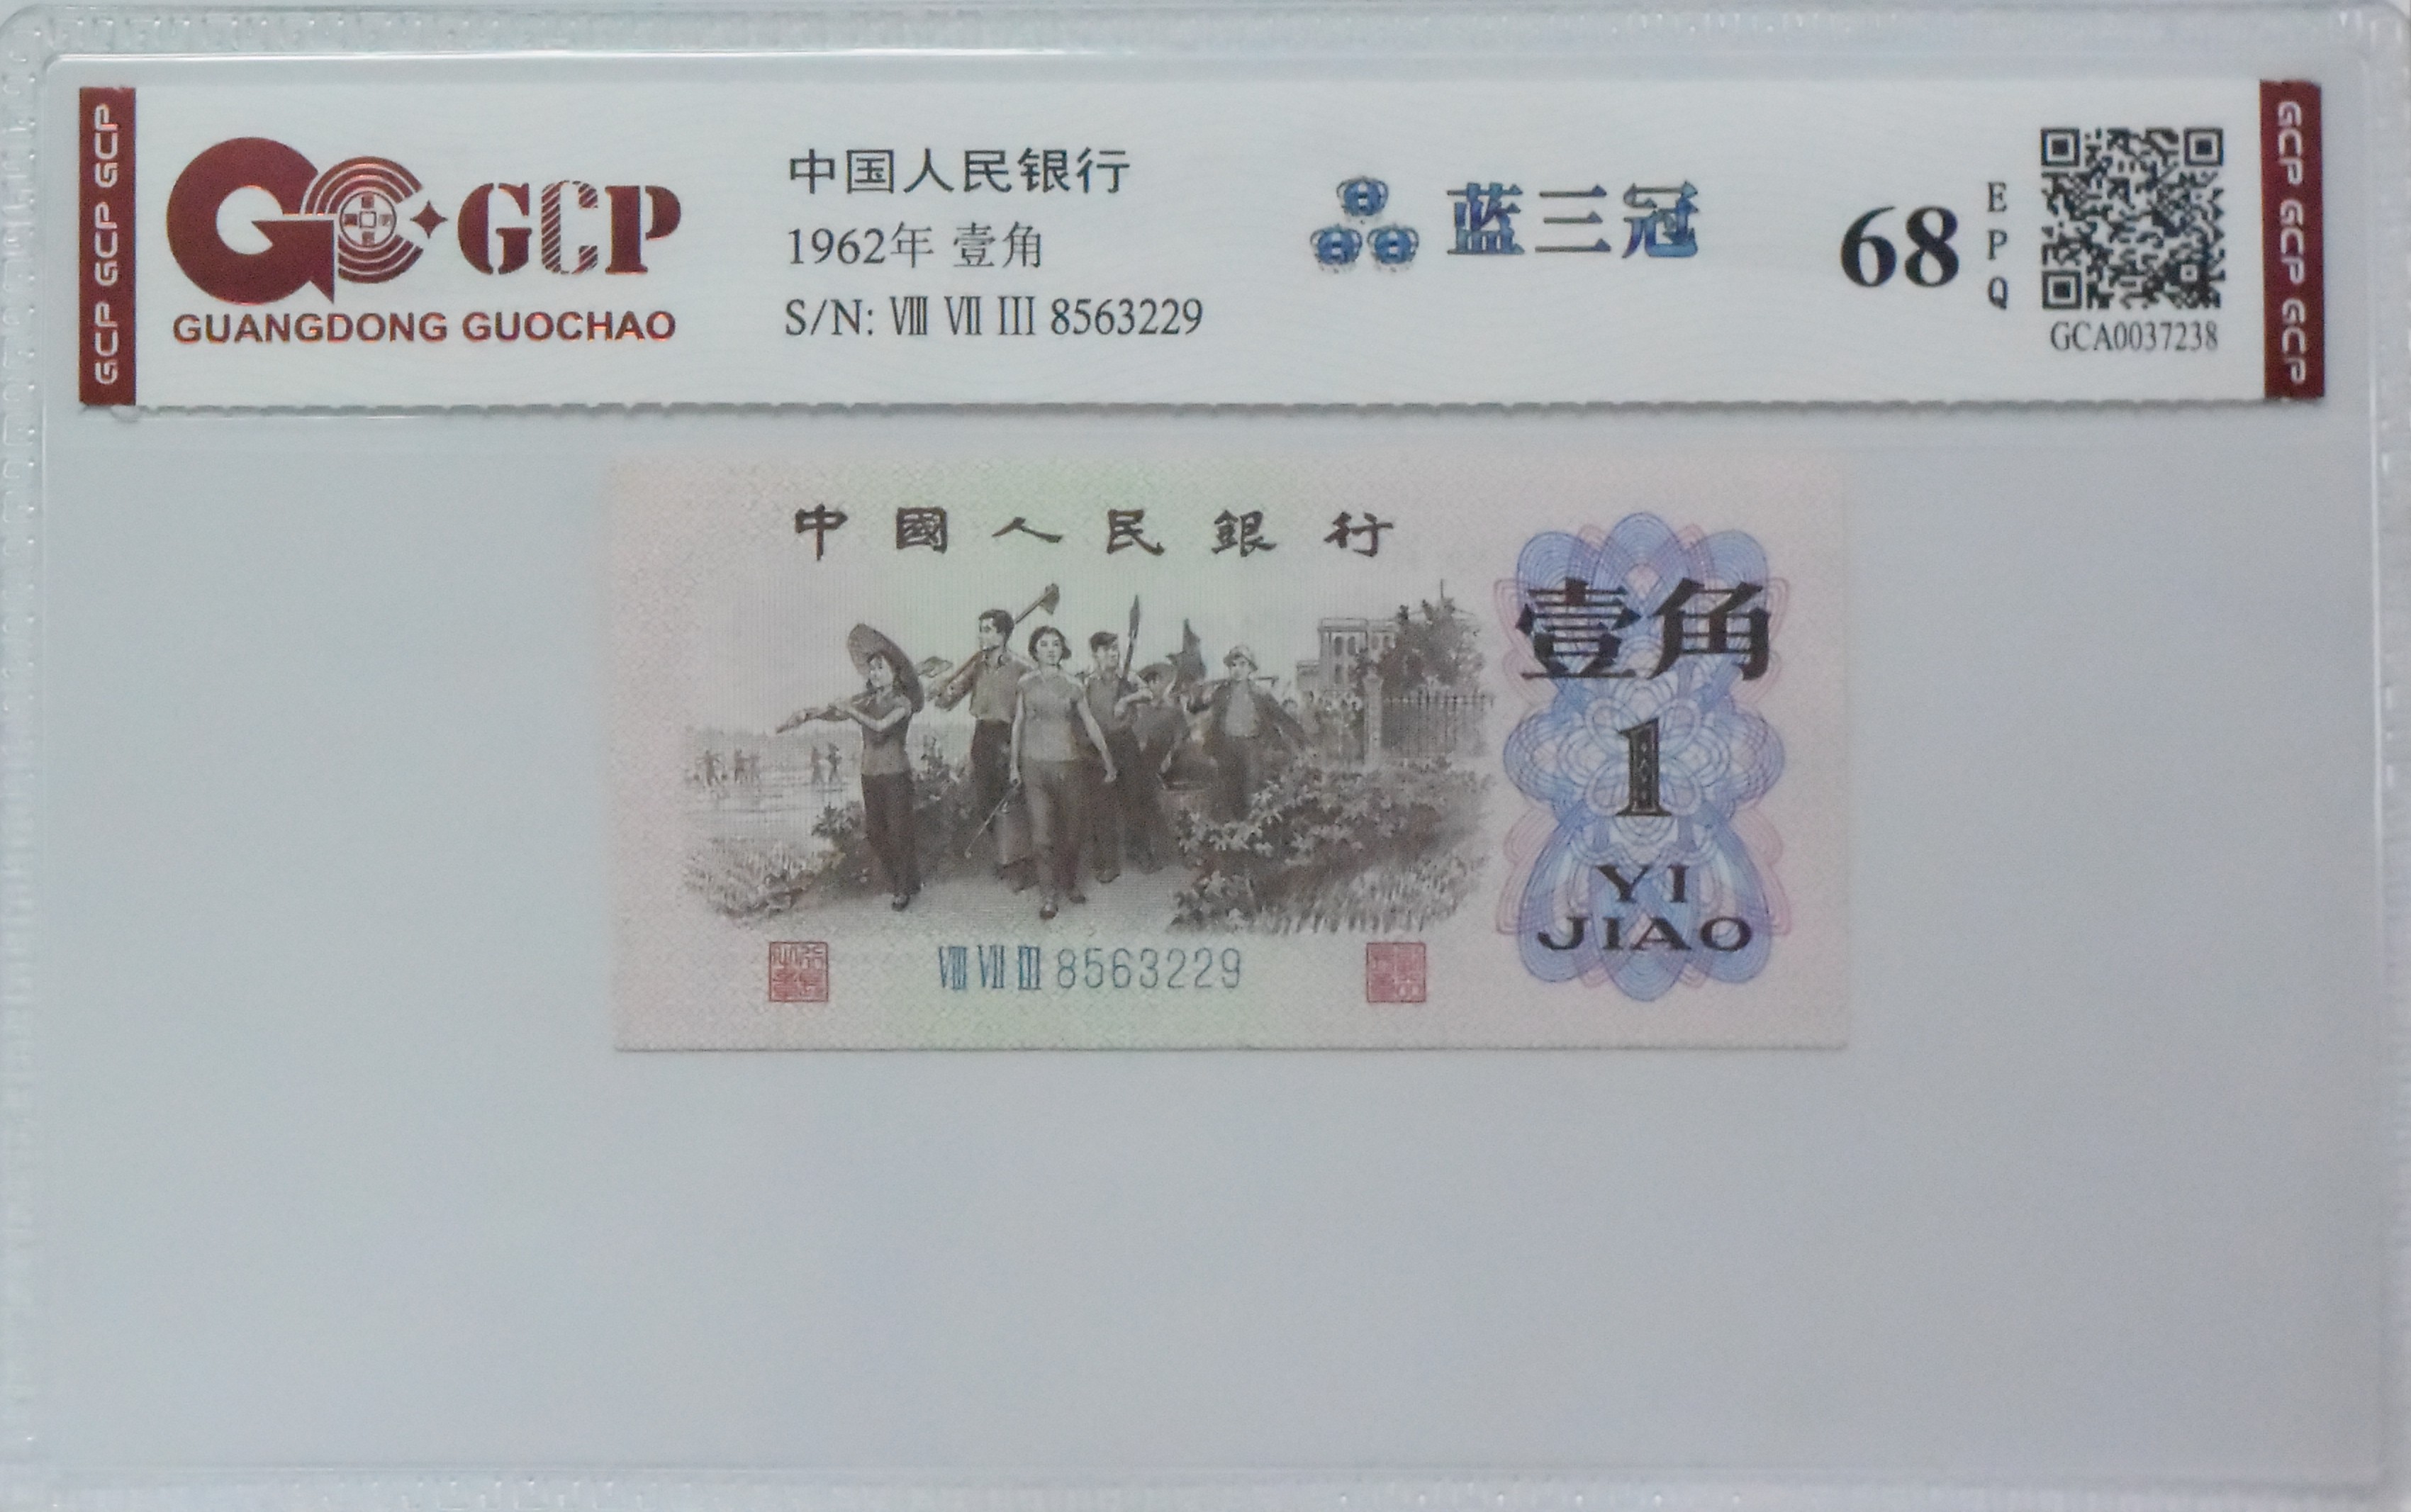 GCP GCP GCP
GCP
GUANGDONG GUOCHAO
中国人民银行
1962年 壹角
S/N: Ⅷ Ⅶ Ⅲ 8563229
蓝三冠
68
EPQ
GCA0037238
GCP GCP GCP
中國人民銀行
壹角
1
YI
JIAO
Ⅷ Ⅶ Ⅲ 8563229